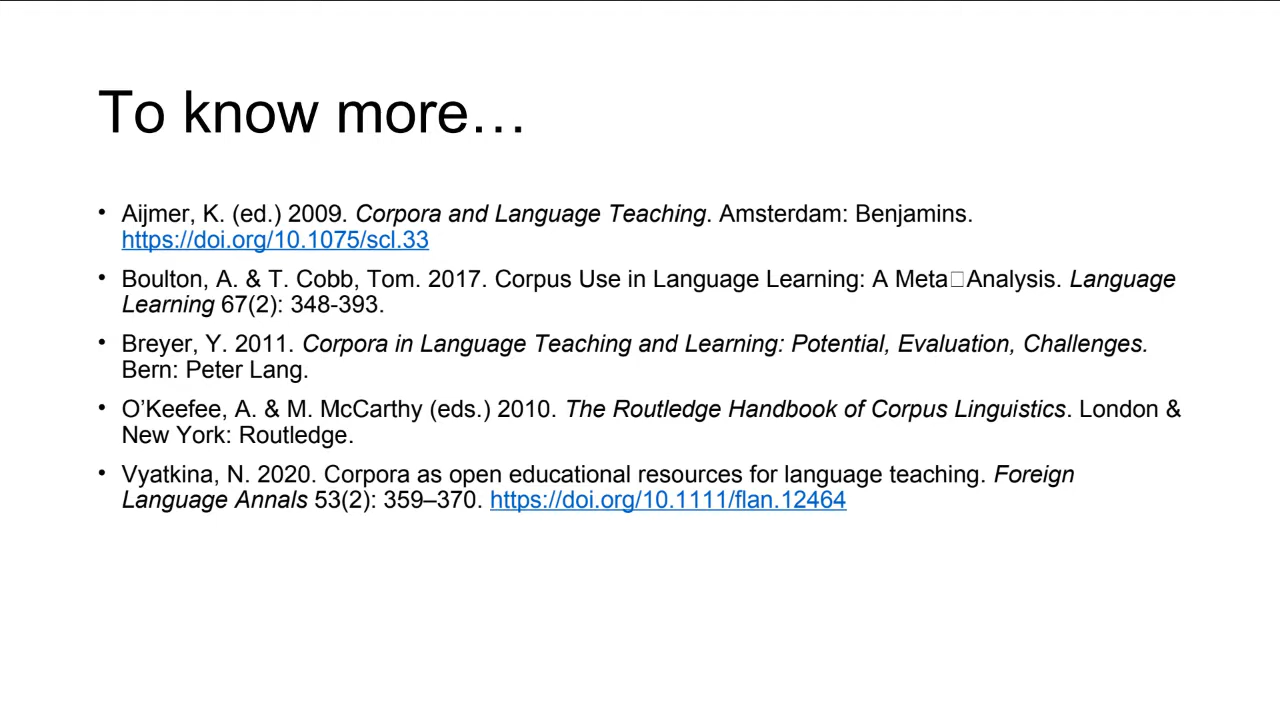 To know more…
• Aijmer, K. (ed.) 2009. Corpora and Language Teaching. Amsterdam: Benjamins.
https://doi.org/10.1075/scl.33
• Boulton, A. & T. Cobb, Tom. 2017. Corpus Use in Language Learning: A Meta□Analysis. Language
Learning 67(2): 348-393.
• Breyer, Y. 2011. Corpora in Language Teaching and Learning: Potential, Evaluation, Challenges.
Bern: Peter Lang.
• O’Keefee, A. & M. McCarthy (eds.) 2010. The Routledge Handbook of Corpus Linguistics. London &
New York: Routledge.
• Vyatkina, N. 2020. Corpora as open educational resources for language teaching. Foreign
Language Annals 53(2): 359–370. https://doi.org/10.1111/flan.12464